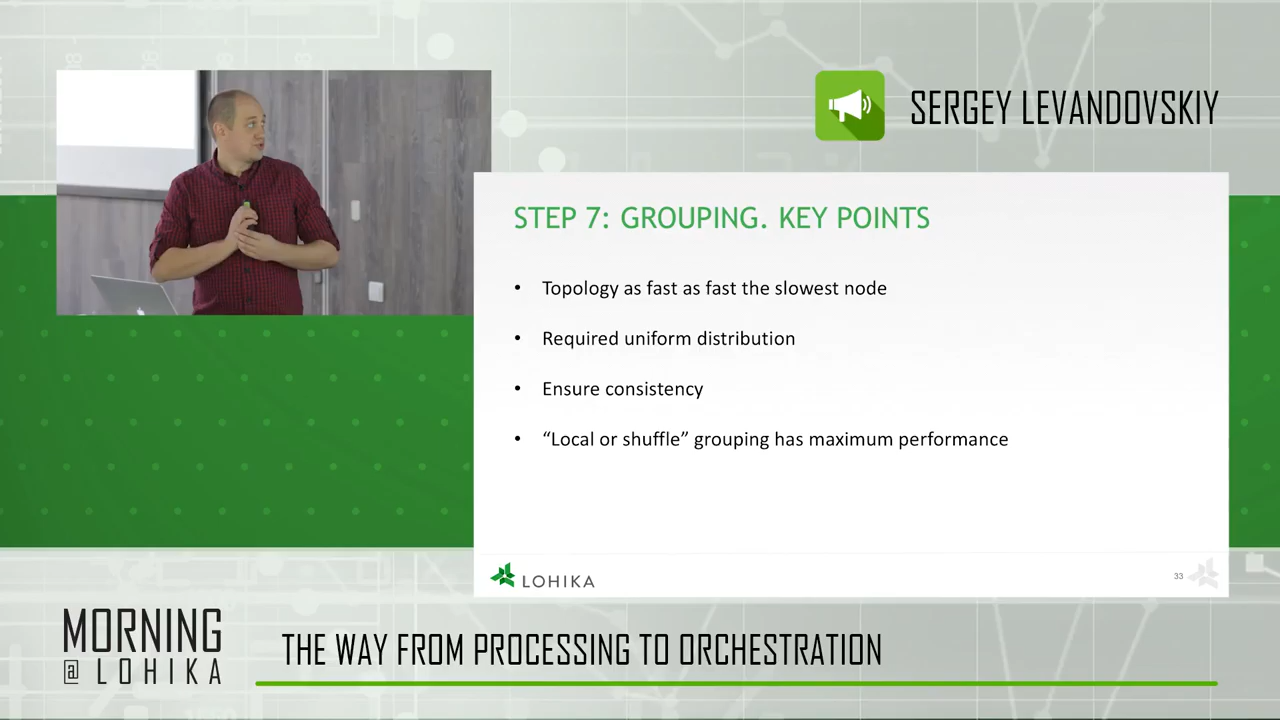 SERGEY LEVANDOVSKIY
STEP 7: GROUPING. KEY POINTS
• Topology as fast as fast the slowest node
• Required uniform distribution
• Ensure consistency
• “Local or shuffle” grouping has maximum performance
LOHIKA
33
MORNING
@ LOHIKA
THE WAY FROM PROCESSING TO ORCHESTRATION